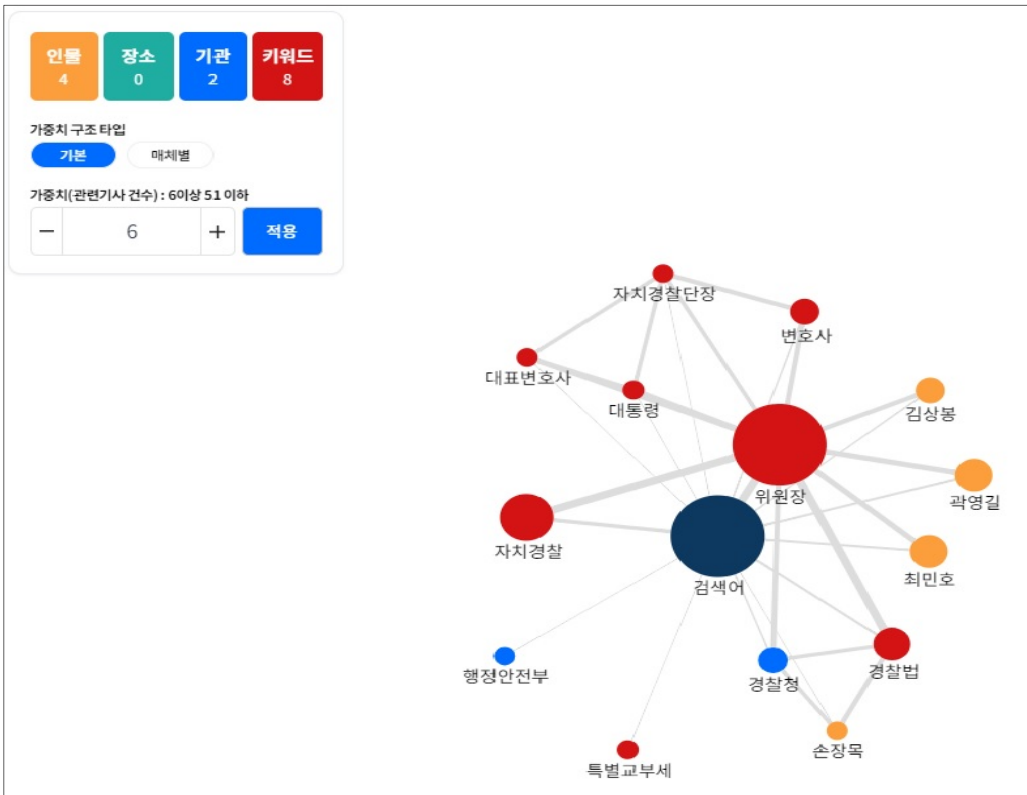 인물 장소 기관 키워드
4 0 2 8
가중치 구조 타입
기본 매체별
가중치(관련기사 건수) : 6이상 51 이하
− 6 + 적용
자치경찰단장
변호사
대표변호사
대통령
김상봉
위원장
곽영길
자치경찰
최민호
검색어
행정안전부
경찰청
경찰법
손장목
특별교부세